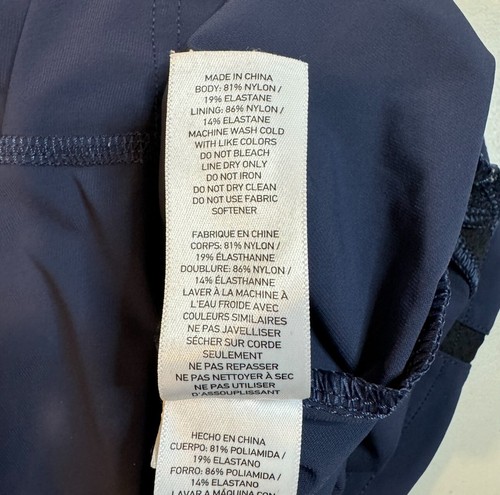 MADE IN CHINA
BODY: 81% NYLON /
19% ELASTANE
LINING: 86% NYLON /
14% ELASTANE
MACHINE WASH COLD
WITH LIKE COLORS
DO NOT BLEACH
LINE DRY ONLY
DO NOT IRON
DO NOT DRY CLEAN
DO NOT USE FABRIC
SOFTENER
FABRIQUE EN CHINE
CORPS: 81% NYLON /
19% ÉLASTHANNE
DOUBLURE: 86% NYLON /
14% ÉLASTHANNE
LAVER À LA MACHINE À
L'EAU FROIDE AVEC
COULEURS SIMILAIRES
NE PAS JAVELLISER
SÉCHER SUR CORDE
SEULEMENT
NE PAS REPASSER
NE PAS NETTOYER À SEC
NE PAS UTILISER
D'ASSOUPLISSANT
HECHO EN CHINA
CUERPO: 81% POLIAMIDA /
19% ELASTANO
FORRO: 86% POLIAMIDA /
14% ELASTANO
LAVAR A MÁQUINA CON